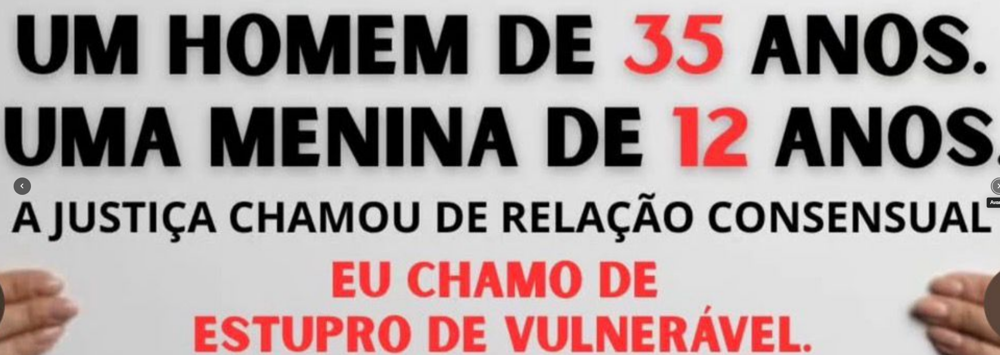 UM HOMEM DE 35 ANOS.
UMA MENINA DE 12 ANOS.
A JUSTIÇA CHAMOU DE RELAÇÃO CONSENSUAL
EU CHAMO DE
ESTUPRO DE VULNERÁVEL.